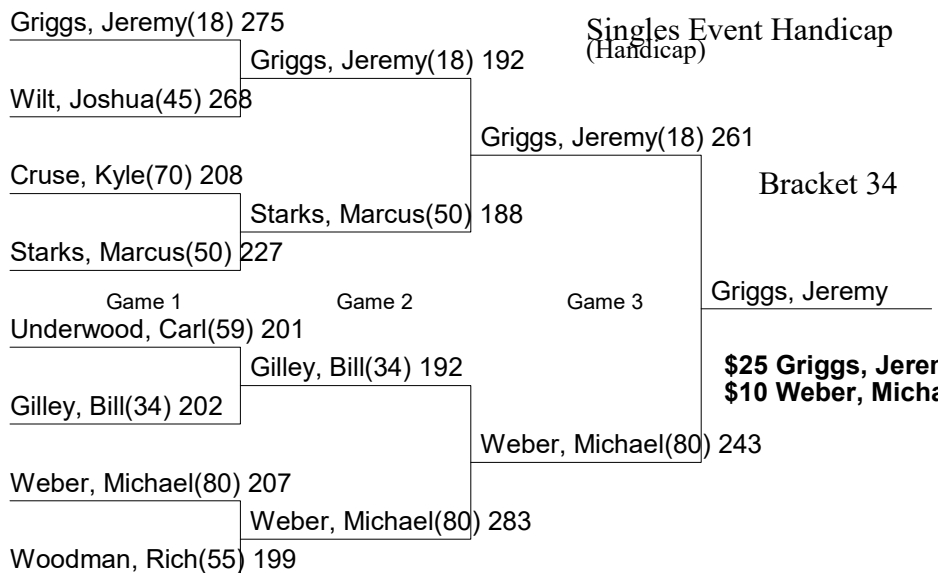 Griggs, Jeremy(18) 275
Singles Event Handicap
(Handicap)
Griggs, Jeremy(18) 192
Wilt, Joshua(45) 268
Griggs, Jeremy(18) 261
Cruse, Kyle(70) 208
Bracket 34
Starks, Marcus(50) 188
Starks, Marcus(50) 227
Game 1
Game 2
Game 3
Griggs, Jeremy
Underwood, Carl(59) 201
Gilley, Bill(34) 192
$25 Griggs, Jerem
$10 Weber, Micha
Gilley, Bill(34) 202
Weber, Michael(80) 243
Weber, Michael(80) 207
Weber, Michael(80) 283
Woodman, Rich(55) 199